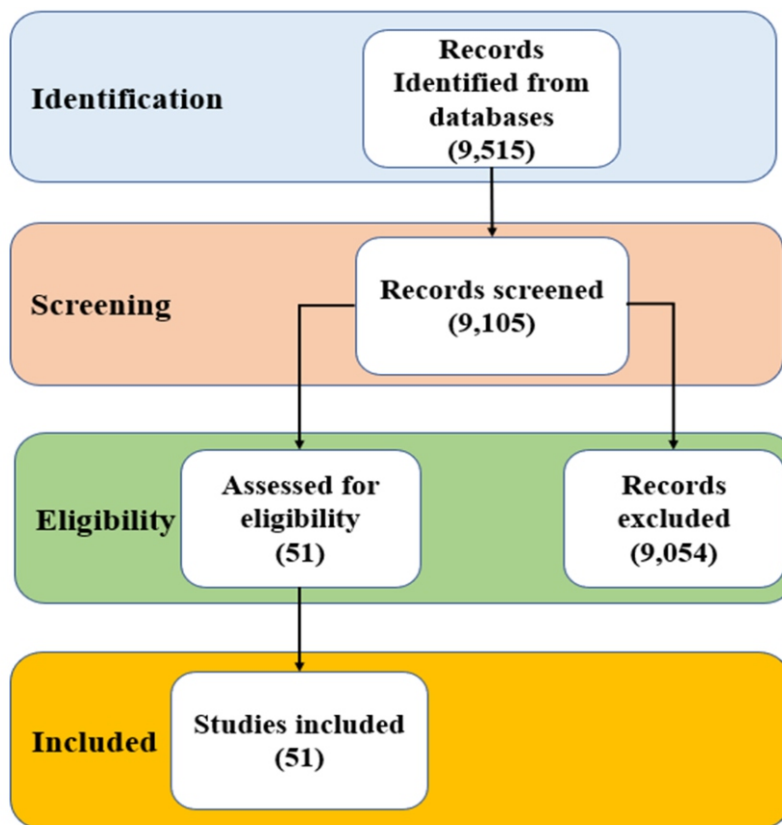 Identification
Records
Identified from
databases
(9,515)
Screening
Records screened
(9,105)
Eligibility
Assessed for
eligibility
(51)
Records
excluded
(9,054)
Included
Studies included
(51)